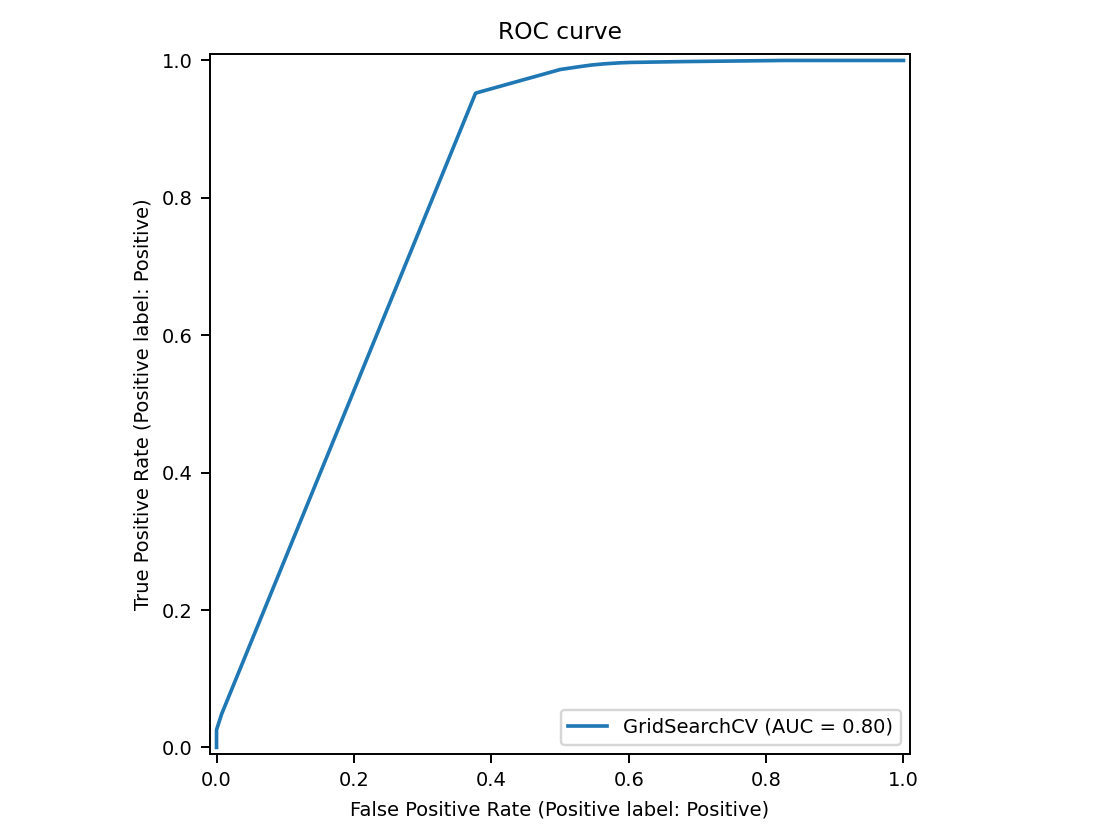 ROC curve
1.0
0.8
0.6
0.4
0.2
0.0
True Positive Rate (Positive label: Positive)
GridSearchCV (AUC = 0.80)
0.0 0.2 0.4 0.6 0.8 1.0
False Positive Rate (Positive label: Positive)